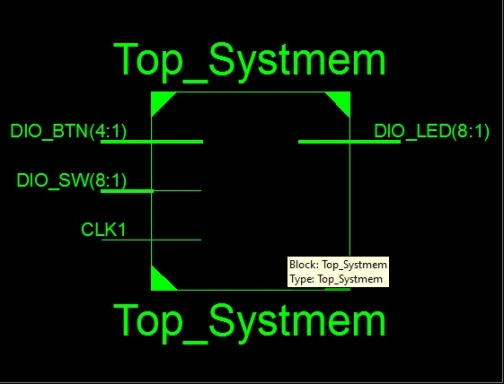 Top_Systmem
DIO_BTN(4:1)
DIO_LED(8:1)
DIO_SW(8:1)
CLK1
Block: Top_Systmem
Type: Top_Systmem
Top_Systmem